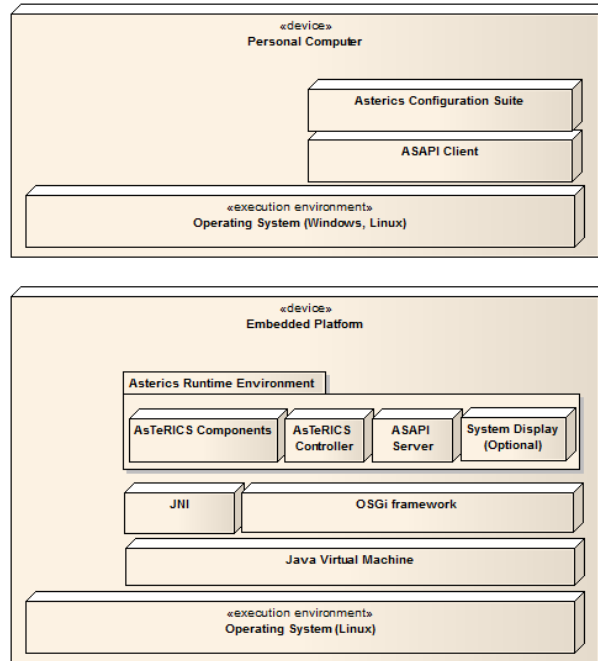 «device»
Personal Computer
Asterics Configuration Suite
ASAPI Client
«execution environment»
Operating System (Windows, Linux)
«device»
Embedded Platform
Asterics Runtime Environment
AsTeRICS Components
AsTeRICS
Controller
ASAPI
Server
System Display
(Optional)
JNI
OSGi framework
Java Virtual Machine
«execution environment»
Operating System (Linux)